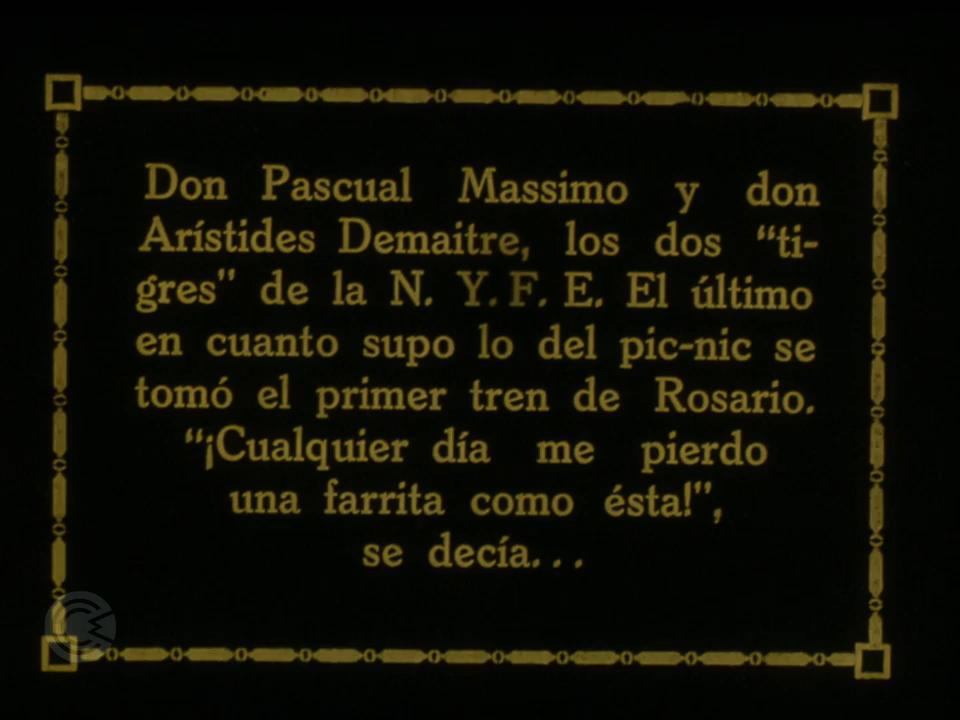 Don Pascual Massimo y don
Arístides Demaitre, los dos “ti-
gres" de la N. Y. F. E. El último
en cuanto supo lo del pic-nic se
tomó el primer tren de Rosario.
“¡Cualquier día me pierdo
una farrita como ésta!",
se decía...